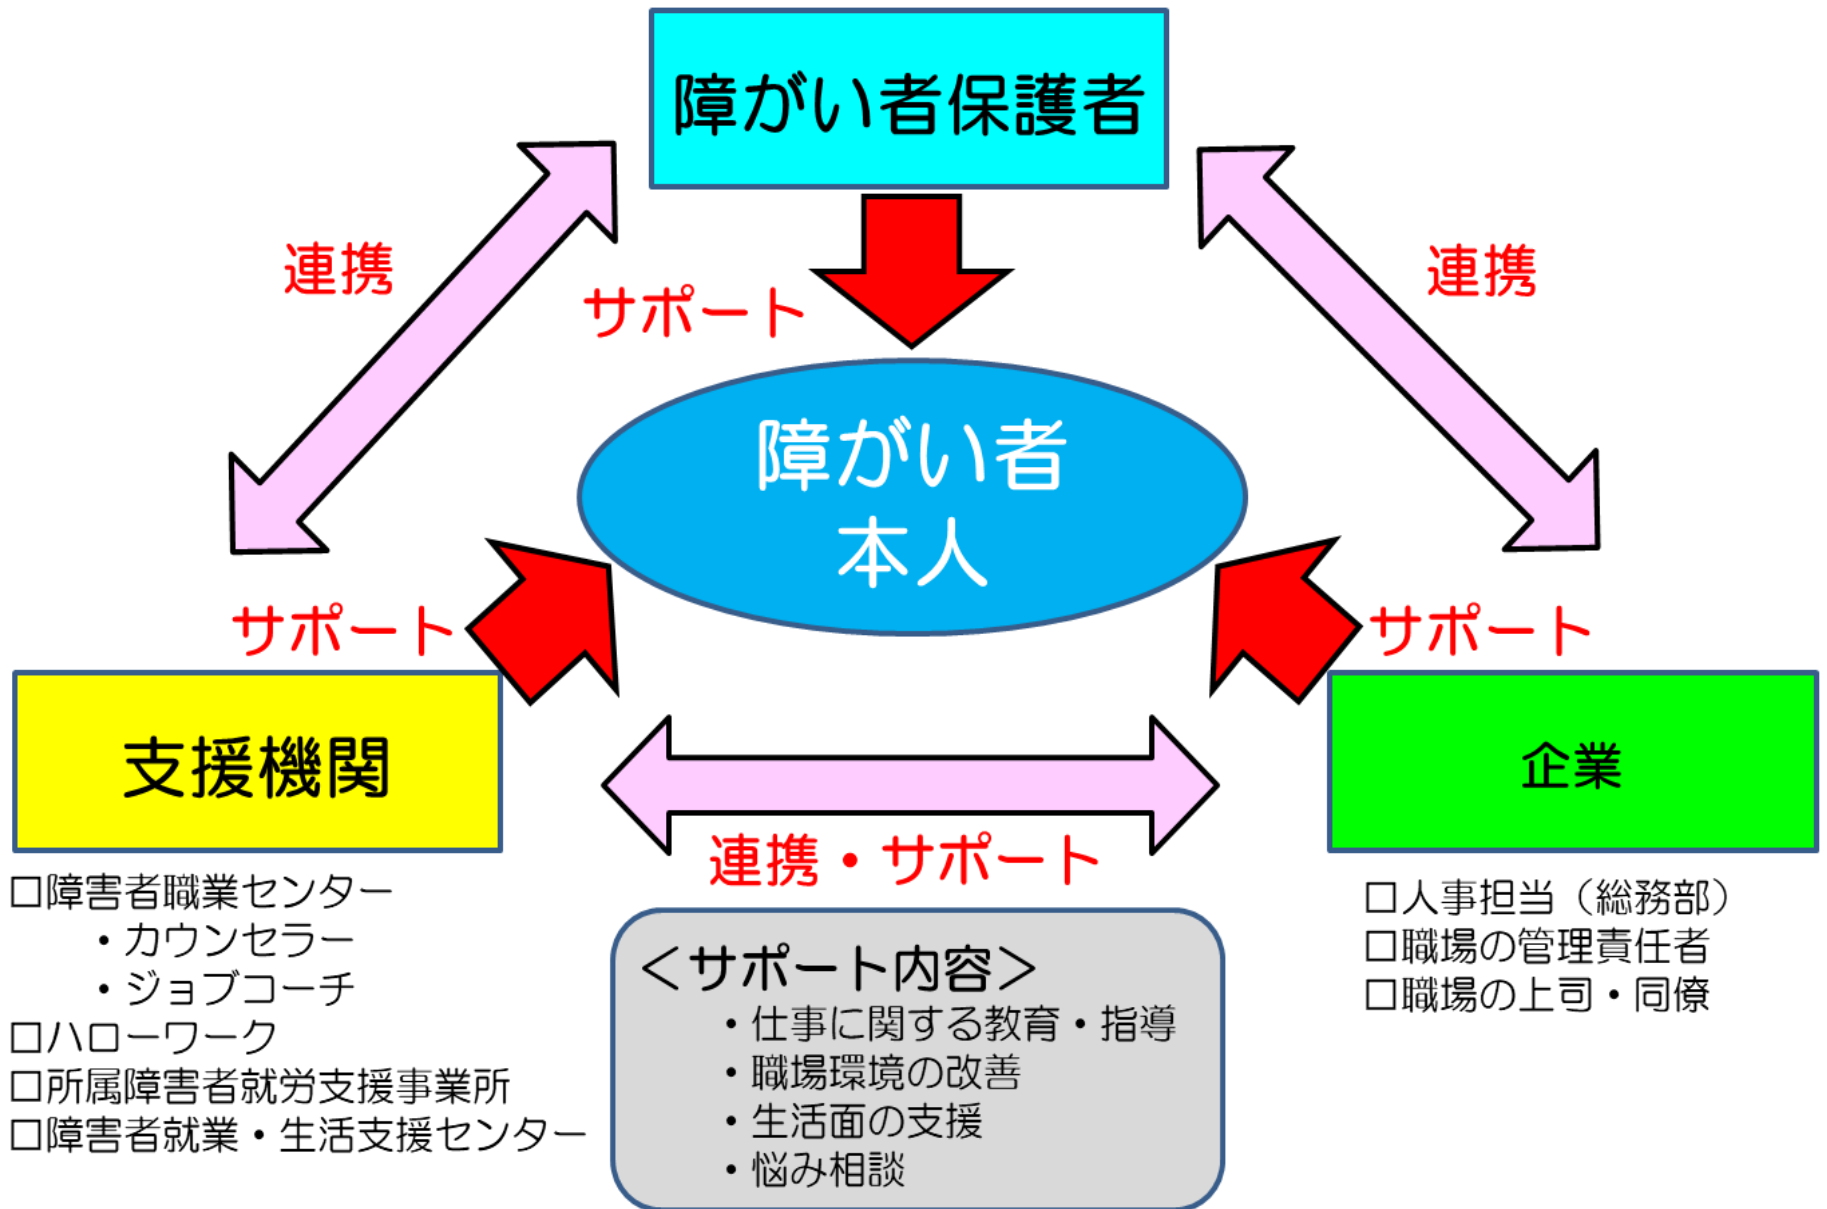 障がい者保護者
連携
連携
サポート
障がい者
本人
サポート
サポート
支援機関
企業
連携・サポート
□障害者職業センター
・カウンセラー
・ジョブコーチ
□ハローワーク
□所属障害者就労支援事業所
□障害者就業・生活支援センター
＜サポート内容＞
・仕事に関する教育・指導
・職場環境の改善
・生活面の支援
・悩み相談
□人事担当（総務部）
□職場の管理責任者
□職場の上司・同僚